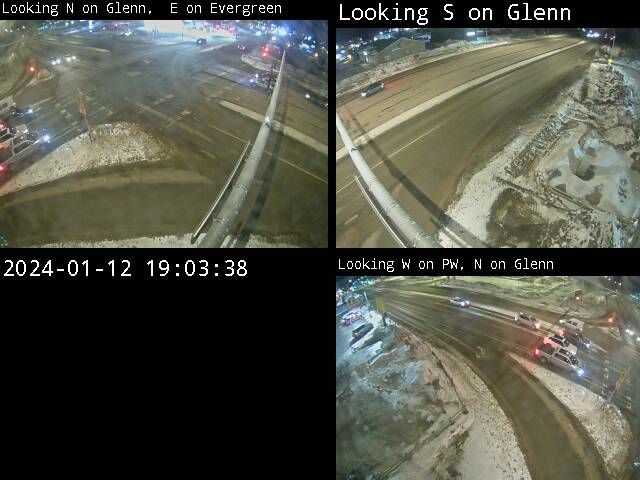 Looking N on Glenn, E on Evergreen
Looking S on Glenn
2024-01-12 19:03:38
Looking W on PW, N on Glenn